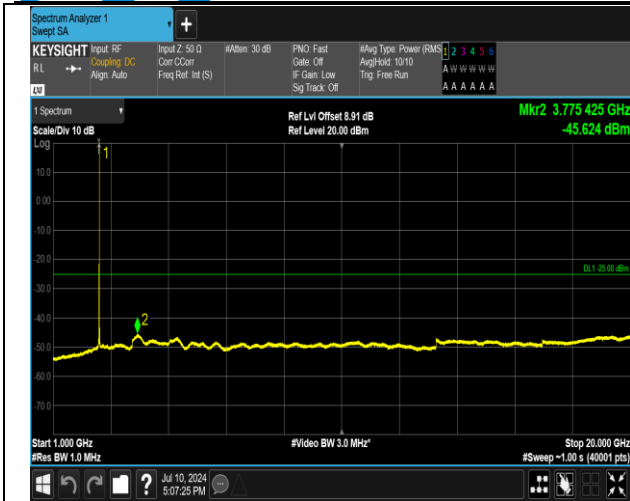 Spectrum Analyzer 1
Swept SA
+
KEYSIGHT
RL
LXI
Input: RF
Coupling: DC
Align: Auto
Input Z: 50 Ω
Corr CCorr
Freq Ref: Int (S)
#Atten: 30 dB
PNO: Fast
Gate: Off
IF Gain: Low
Sig Track: Off
#Avg Type: Power (RMS
Avg|Hold: 10/10
Trig: Free Run
1 2 3 4 5 6
A W W W W W
A A A A A A
1 Spectrum
Scale/Div 10 dB
Log
Ref Lvl Offset 8.91 dB
Ref Level 20.00 dBm
Mkr2 3.775 425 GHz
-45.624 dBm
1
10.0
0.00
-10.0
-20.0
DL1 -25.00 dBm
-30.0
-40.0
2
-50.0
-60.0
-70.0
Start 1.000 GHz
#Res BW 1.0 MHz
#Video BW 3.0 MHz*
Stop 20.000 GHz
#Sweep ~1.00 s (40001 pts)
?
Jul 10, 2024
5:07:25 PM